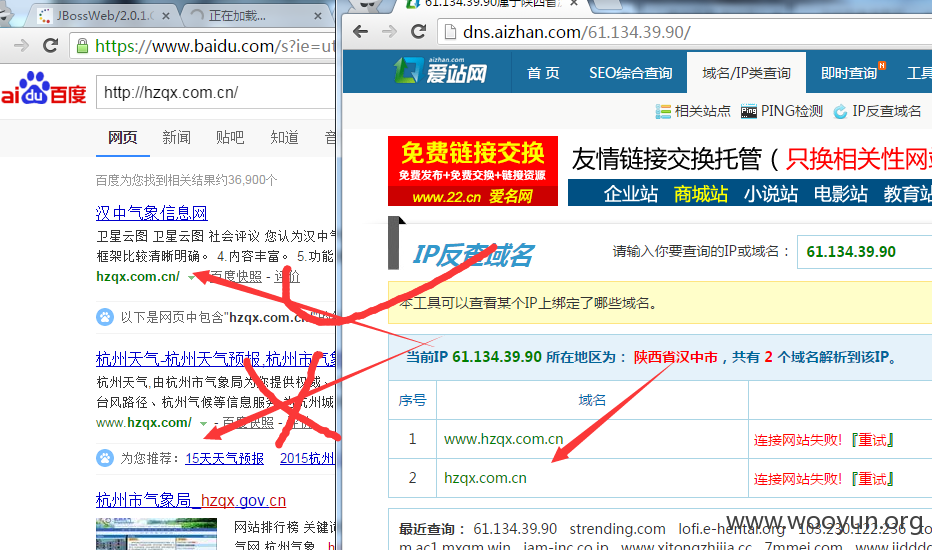 JBossWeb/2.0.1.
正在加载...
https://www.baidu.com/s?ie=ut
Bai du 百度
http://hzqx.com.cn/
网页 新闻 贴吧 知道 音
百度为您找到相关结果约36,900个
汉中气象信息网
卫星云图 卫星云图 社会评议 您认为汉中气
框架比较清晰明确。 4.内容丰富。 5.功能
hzqx.com.cn/ - 百度快照 - 评价
以下是网页中包含"hzqx.com.cn
杭州天气-杭州天气预报,杭州市气象
杭州天气,由杭州市气象局为您提供权威、
台风路径、杭州气候等信息服务,为杭州城
www.hzqx.com/ - 百度快照 - 评价
为您推荐: 15天天气预报 2015杭州
杭州市气象局_hzqx.gov.cn
网站排行榜 关键词
气网 杭州市气象
61.134.39.90属于陕西省
dns.aizhan.com/61.134.39.90/
aizhan.com
爱站网
首 页 SEO综合查询 域名/IP类查询 即时查询 N 工具
相关站点 Ping PING检测 IP反查域名
免费链接交换
免费发布+免费交换+链接资源
www.22.cn 爱名网
友情链接交换托管(只换相关性网站
企业站 商城站 小说站 电影站 教育站
IP反查域名
请输入你要查询的IP或域名: 61.134.39.90
本工具可以查看某个IP上绑定了哪些域名。
当前IP 61.134.39.90 所在地区为: 陕西省汉中市,共有 2 个域名解析到该IP。
序号 域名
1 www.hzqx.com.cn 连接网站失败!『重试』
2 hzqx.com.cn 连接网站失败!『重试』
最近查询: 61.134.39.90 strending.com lofi.e-hentai.org 103.230.122.236
m.ac1.mxqm.win jam-inc.co.jp www.xitongzhijia.cc 7mmei.com
www.wooyun.org